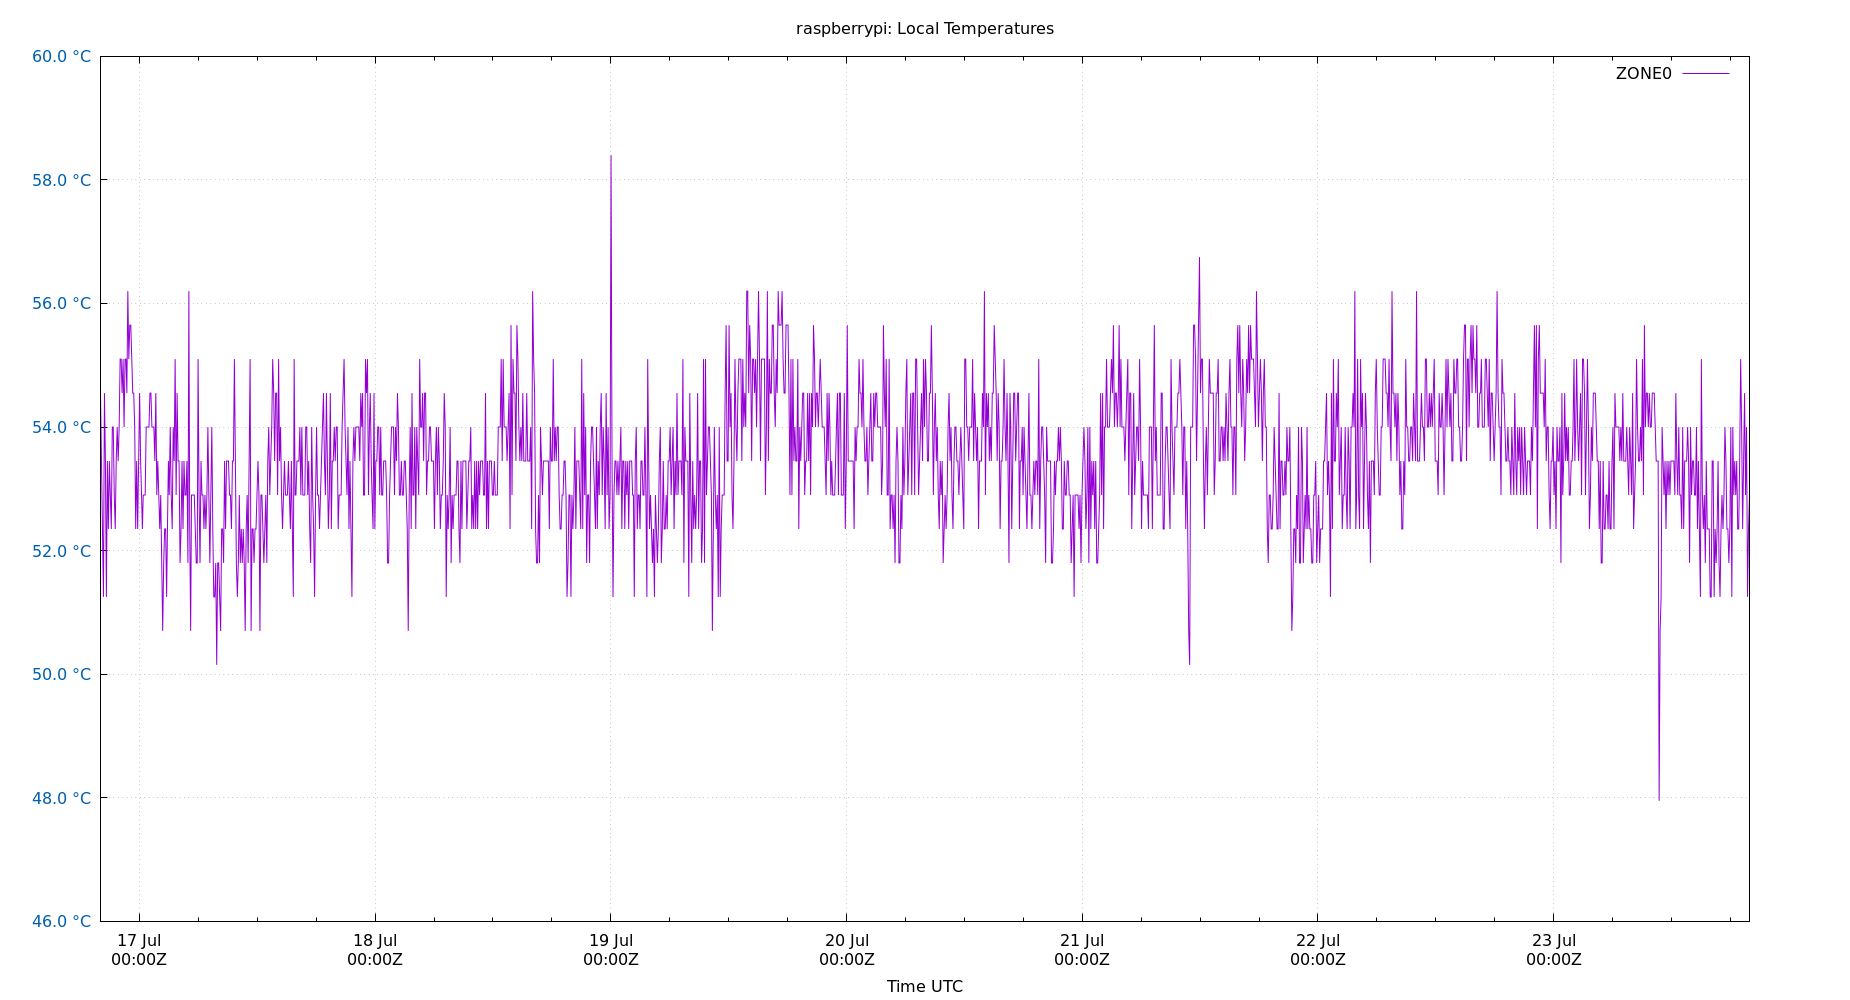 raspberrypi: Local Temperatures
60.0 °C
ZONE0
58.0 °C
56.0 °C
54.0 °C
52.0 °C
50.0 °C
48.0 °C
46.0 °C
17 Jul 18 Jul 19 Jul 20 Jul 21 Jul 22 Jul 23 Jul
00:00Z 00:00Z 00:00Z 00:00Z 00:00Z 00:00Z 00:00Z
Time UTC